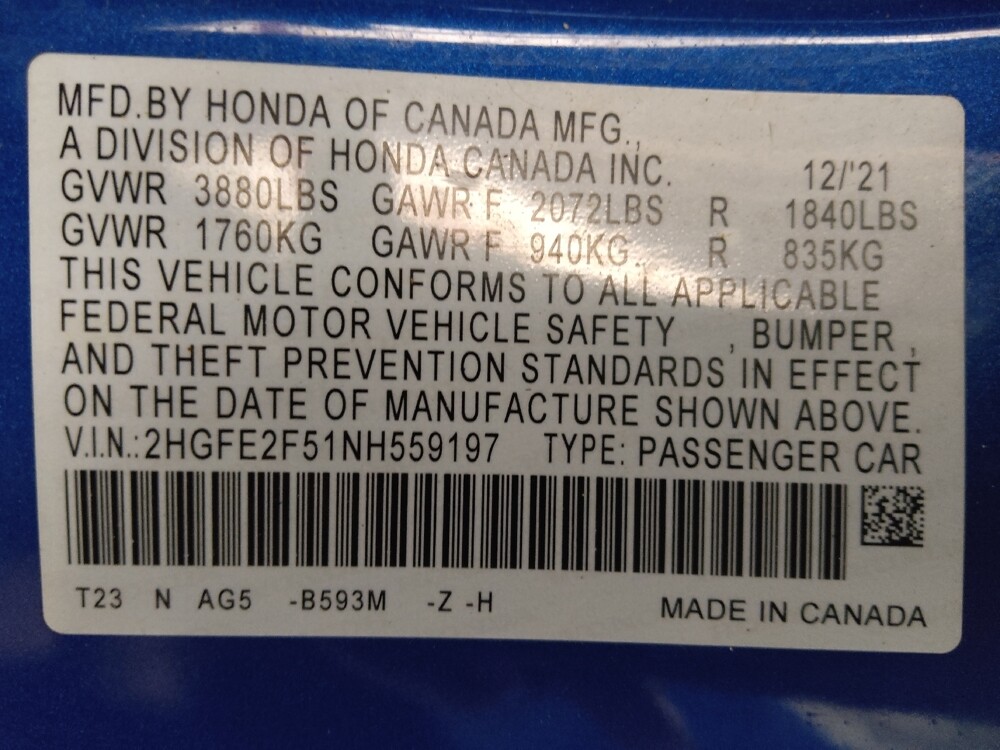 MFD.BY HONDA OF CANADA MFG.,
A DIVISION OF HONDA CANADA INC. 12/'21
GVWR 3880LBS GAWR F 2072LBS R 1840LBS
GVWR 1760KG GAWR F 940KG R 835KG
THIS VEHICLE CONFORMS TO ALL APPLICABLE
FEDERAL MOTOR VEHICLE SAFETY , BUMPER ,
AND THEFT PREVENTION STANDARDS IN EFFECT
ON THE DATE OF MANUFACTURE SHOWN ABOVE.
V.I.N.:2HGFE2F51NH559197 TYPE: PASSENGER CAR
T23 N AG5 -B593M -Z -H MADE IN CANADA